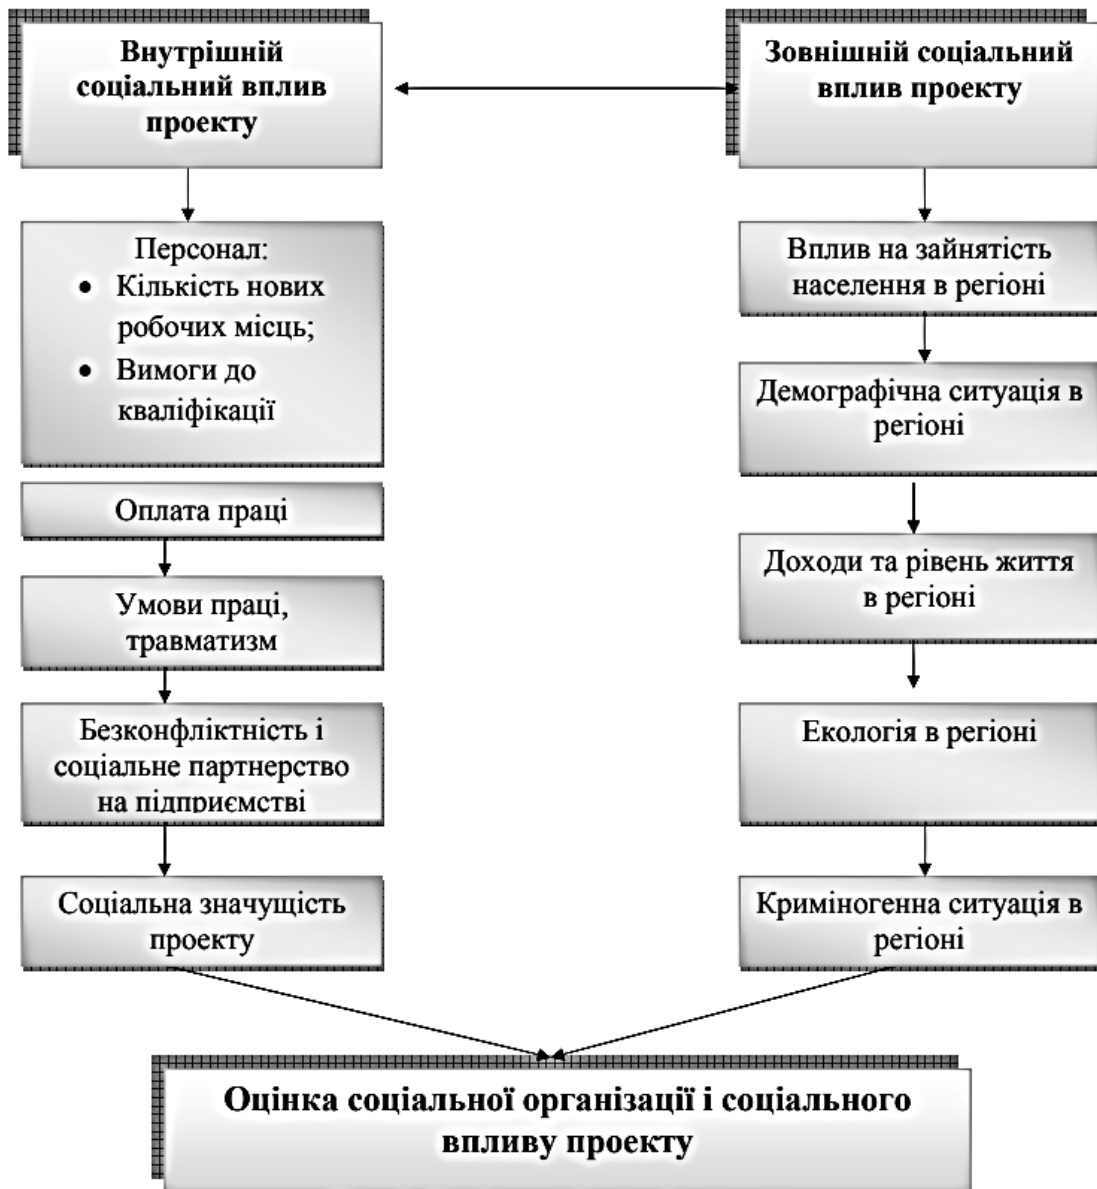 Внутрішній
соціальний вплив
проекту
Персонал:
• Кількість нових
робочих місць;
• Вимоги до
кваліфікації
Оплата праці
Умови праці,
травматизм
Безконфліктність і
соціальне партнерство
на підприємстві
Соціальна значущість
проекту
Зовнішній соціальний
вплив проекту
Вплив на зайнятість
населення в регіоні
Демографічна ситуація в
регіоні
Доходи та рівень життя
в регіоні
Екологія в регіоні
Криміногенна ситуація в
регіоні
Оцінка соціальної організації і соціального
впливу проекту